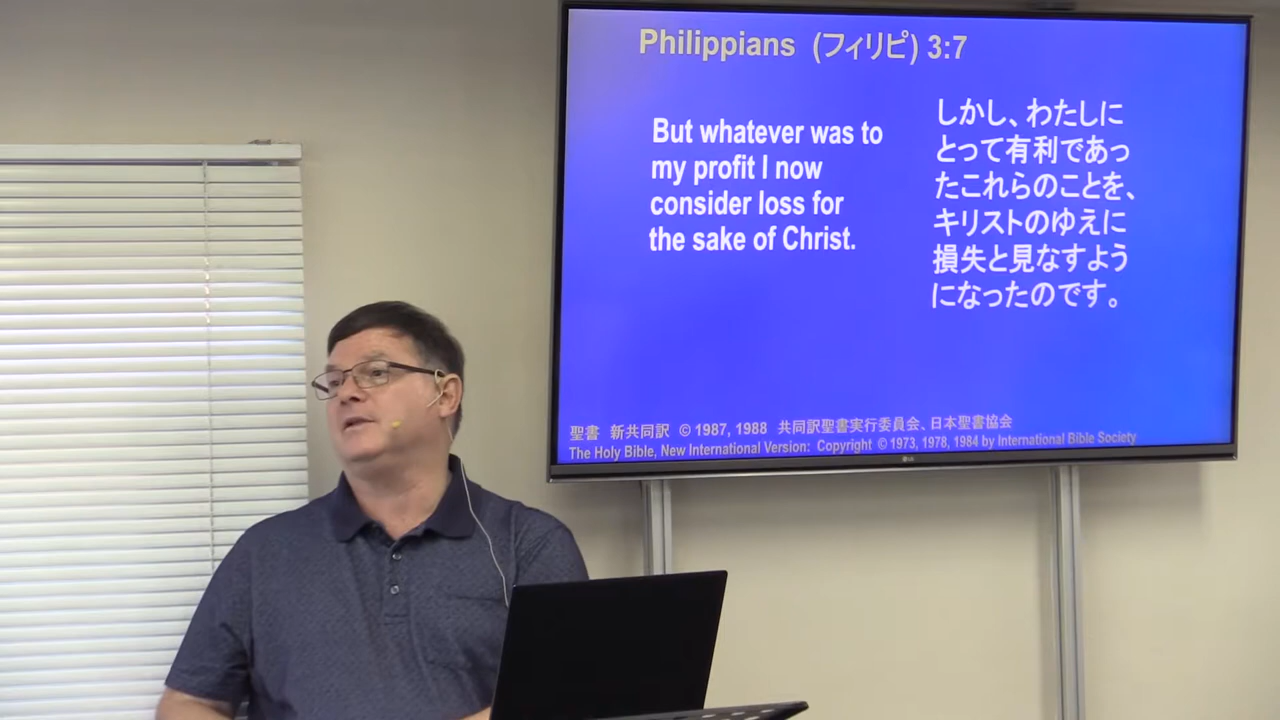 Philippians (フィリピ) 3:7
But whatever was to
my profit I now
consider loss for
the sake of Christ.
しかし、わたしに
とって有利であっ
たこれらのことを、
キリストのゆえに
損失と見なすよう
になったのです。
聖書 新共同訳 © 1987, 1988 共同訳聖書実行委員会、日本聖書協会
The Holy Bible, New International Version: Copyright © 1973, 1978, 1984 by International Bible Society
LG